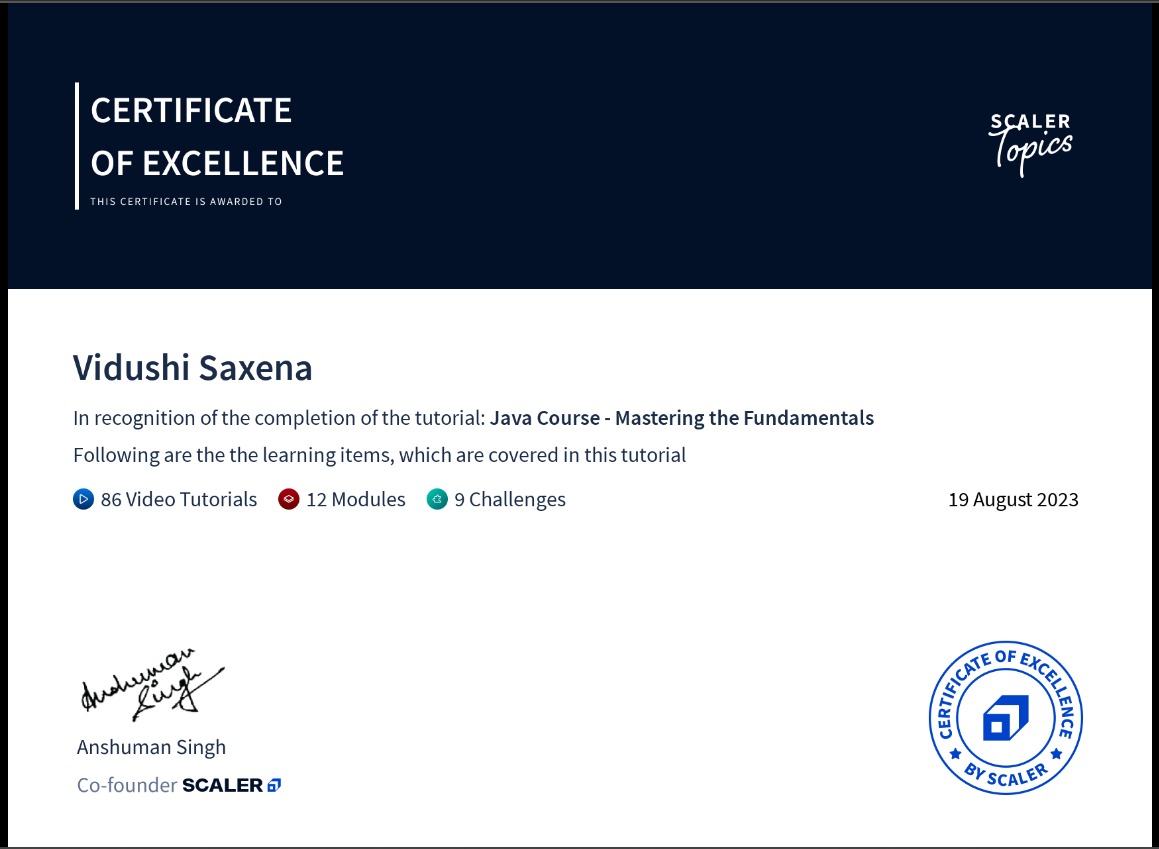 CERTIFICATE
OF EXCELLENCE
THIS CERTIFICATE IS AWARDED TO
SCALER
Topics
Vidushi Saxena
In recognition of the completion of the tutorial: Java Course - Mastering the Fundamentals
Following are the the learning items, which are covered in this tutorial
86 Video Tutorials 12 Modules 9 Challenges 19 August 2023
Anshuman
Singh
Anshuman Singh
Co-founder SCALER
CERTIFICATE OF EXCELLENCE
BY SCALER